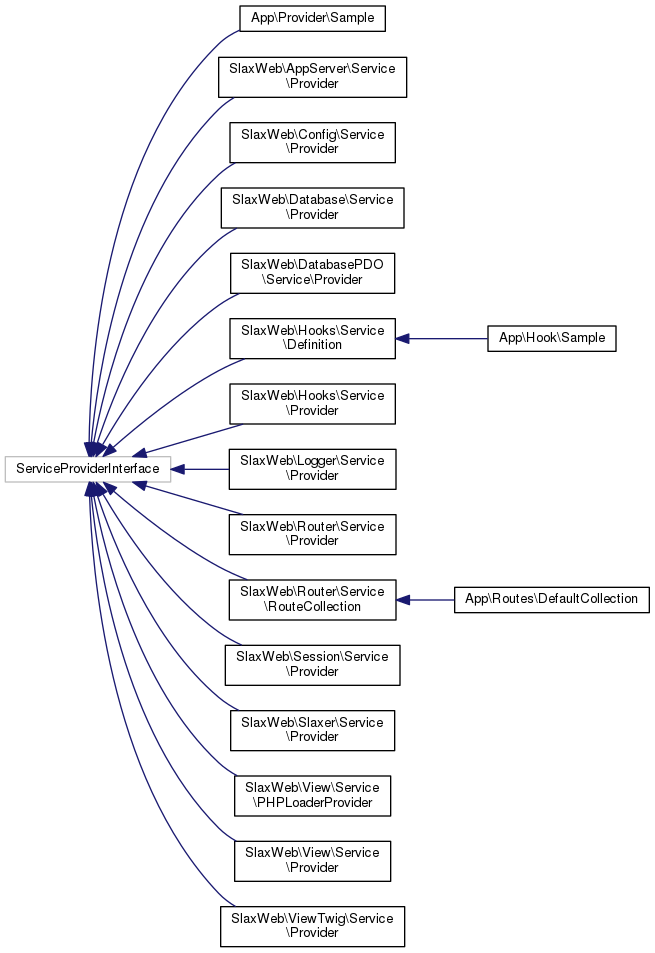 App\Provider\Sample
SlaxWeb\AppServer\Service
\Provider
SlaxWeb\Config\Service
\Provider
SlaxWeb\Database\Service
\Provider
SlaxWeb\DatabasePDO
\Service\Provider
SlaxWeb\Hooks\Service
\Definition
App\Hook\Sample
SlaxWeb\Hooks\Service
\Provider
ServiceProviderInterface
SlaxWeb\Logger\Service
\Provider
SlaxWeb\Router\Service
\Provider
SlaxWeb\Router\Service
\RouteCollection
App\Routes\DefaultCollection
SlaxWeb\Session\Service
\Provider
SlaxWeb\Slaxer\Service
\Provider
SlaxWeb\View\Service
\PHPLoaderProvider
SlaxWeb\View\Service
\Provider
SlaxWeb\ViewTwig\Service
\Provider